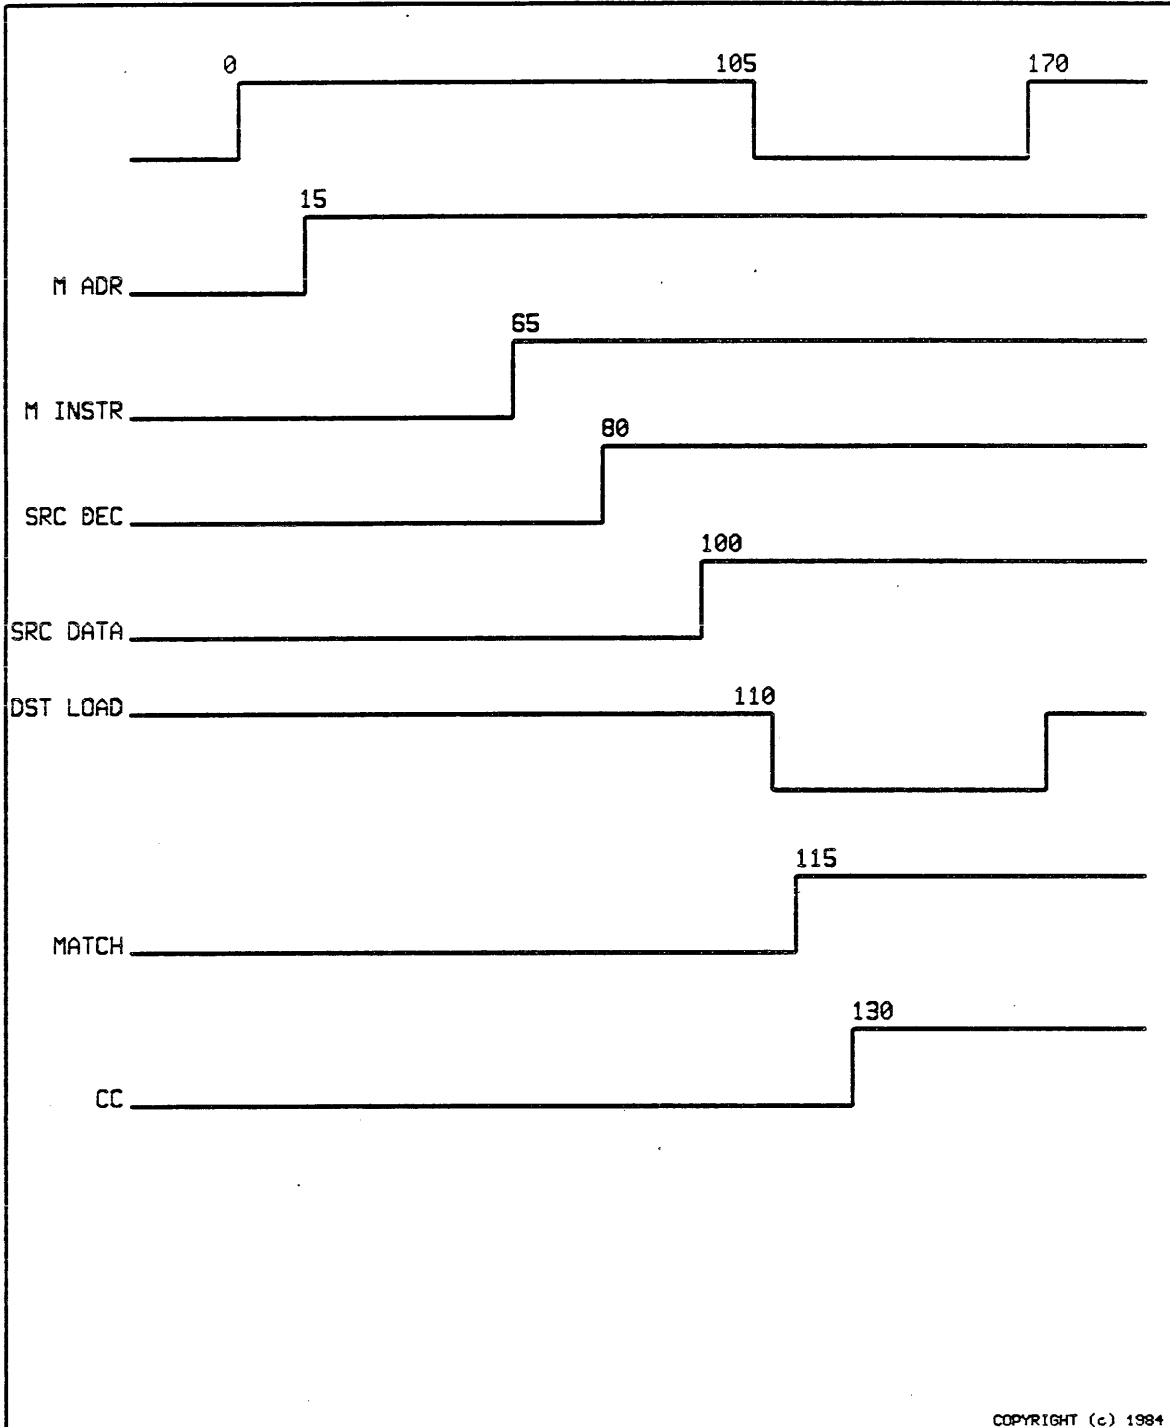 0 105 170
15
M ADR
65
M INSTR
80
SRC DEC
100
SRC DATA
110
DST LOAD
115
MATCH
130
CC
COPYRIGHT (c) 1984